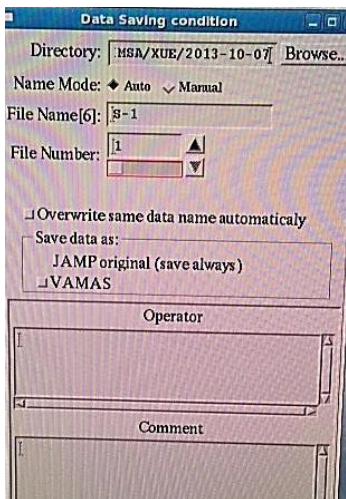 Data Saving condition
Directory: MSA/XUE/2013-10-07 Browse..
Name Mode: Auto Manual
File Name[6]: S-1
File Number: 1
Overwrite same data name automaticaly
Save data as:
JAMP original (save always)
VAMAS
Operator
Comment